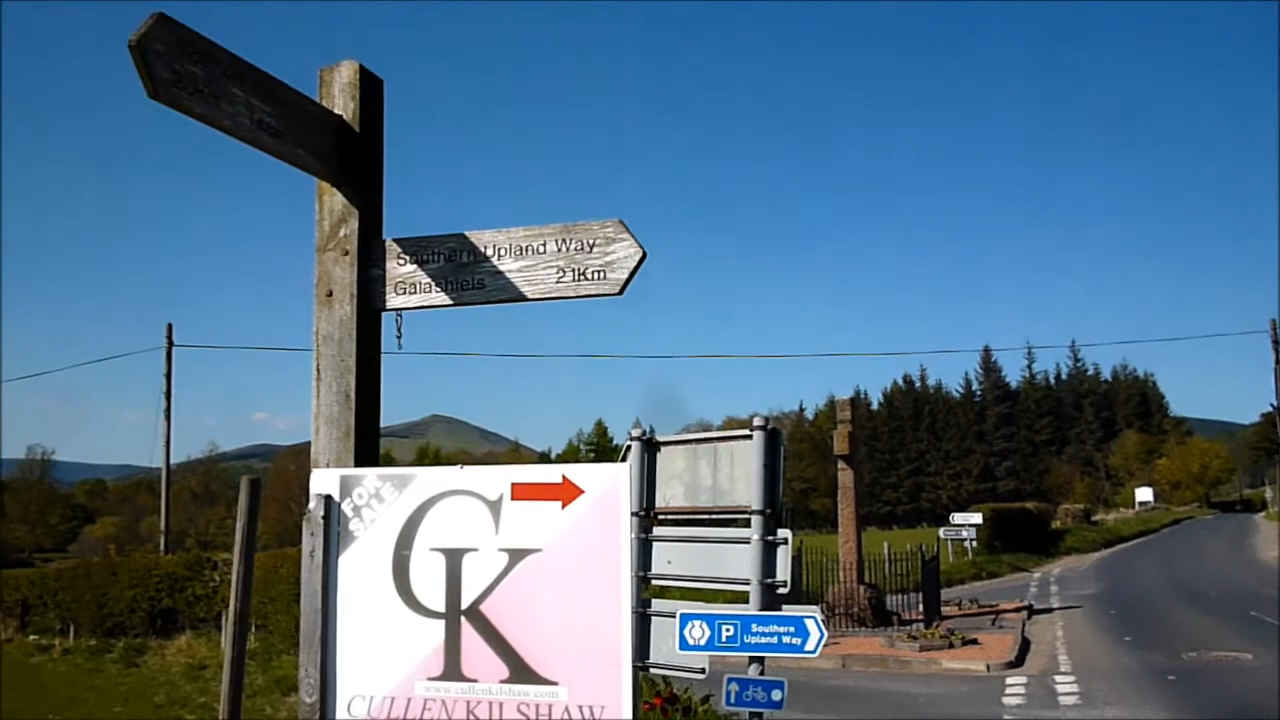 Southern Upland Way
Galashiels 21Km
FOR
SALE
CK
www.cullenkilshaw.com
CULLEN KILSHAW
P Southern
Upland Way